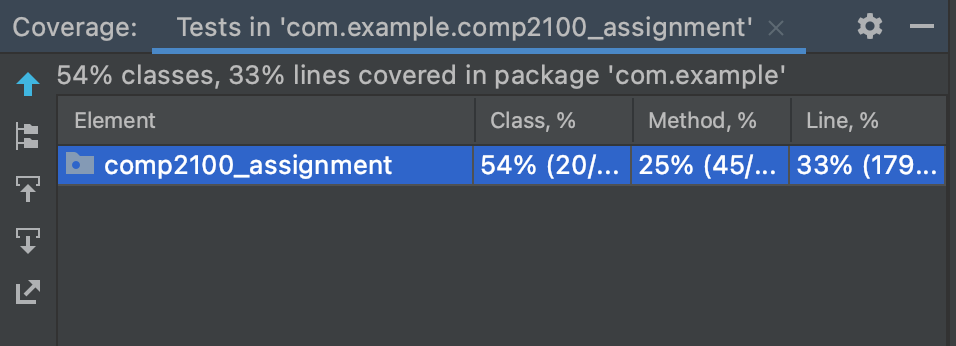 Coverage: Tests in 'com.example.comp2100_assignment'
54% classes, 33% lines covered in package 'com.example'
Element Class, % Method, % Line, %
comp2100_assignment 54% (20/... 25% (45/... 33% (179...